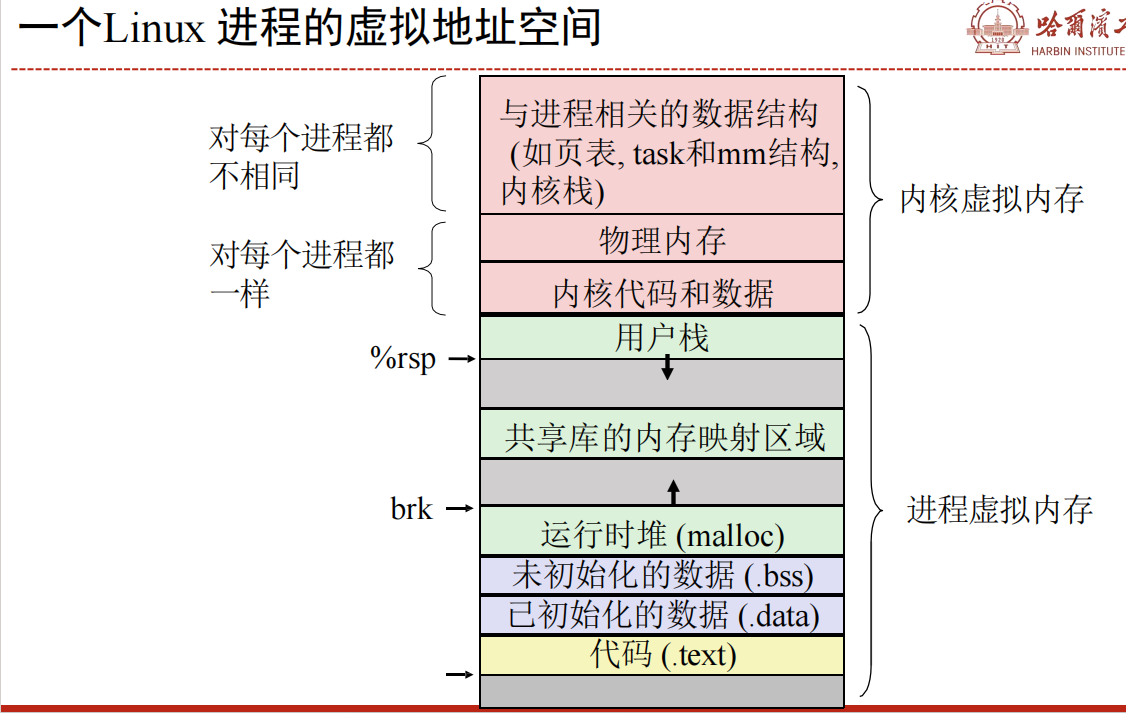 一个Linux 进程的虚拟地址空间
HARBIN INSTITUTE
HIT
1920
对每个进程都
不相同
与进程相关的数据结构
(如页表, task和mm结构,
内核栈)
内核虚拟内存
对每个进程都
一样
物理内存
内核代码和数据
用户栈
%rsp
共享库的内存映射区域
brk
运行时堆 (malloc)
进程虚拟内存
未初始化的数据 (.bss)
已初始化的数据 (.data)
代码 (.text)